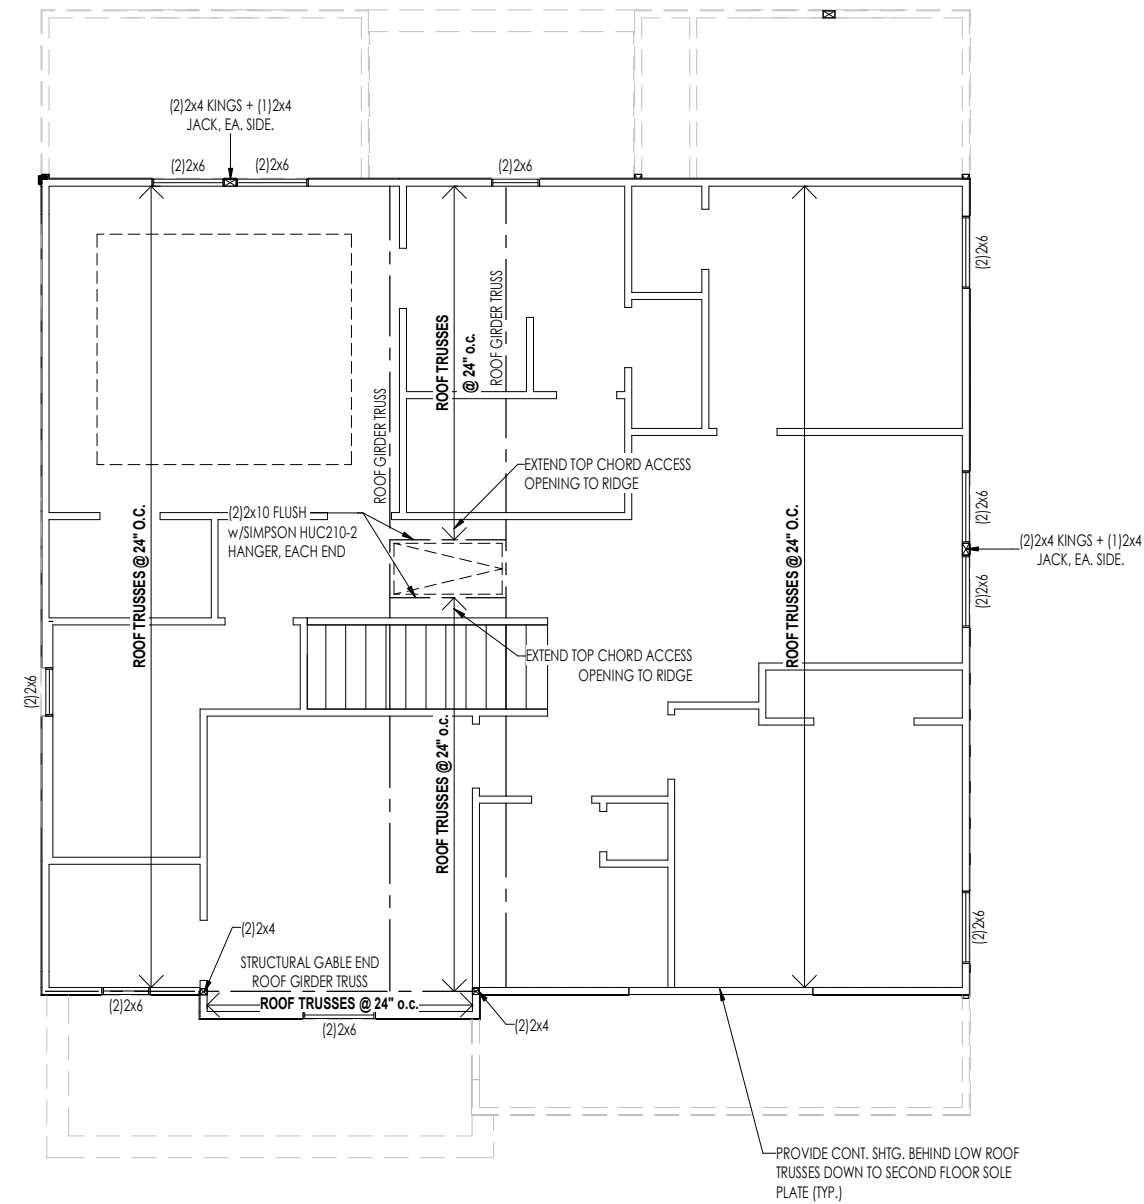 (2)2x4 KINGS + (1)2x4
JACK, EA. SIDE.
(2)2x6
(2)2x6
(2)2x6
(2)2x6
ROOF TRUSSES
@ 24" o.c.
ROOF GIRDER TRUSS
ROOF GIRDER TRUSS
EXTEND TOP CHORD ACCESS
OPENING TO RIDGE
(2)2x10 FLUSH
w/SIMPSON HUC210-2
HANGER, EACH END
ROOF TRUSSES @ 24" o.c.
ROOF TRUSSES @ 24" o.c.
(2)2x6
(2)2x4 KINGS + (1)2x4
JACK, EA. SIDE.
(2)2x6
EXTEND TOP CHORD ACCESS
OPENING TO RIDGE
(2)2x6
ROOF TRUSSES @ 24" o.c.
(2)2x6
(2)2x4
STRUCTURAL GABLE END
ROOF GIRDER TRUSS
ROOF TRUSSES @ 24" o.c.
(2)2x6
(2)2x6
(2)2x4
PROVIDE CONT. SHTG. BEHIND LOW ROOF
TRUSSES DOWN TO SECOND FLOOR SOLE
PLATE (TYP.)